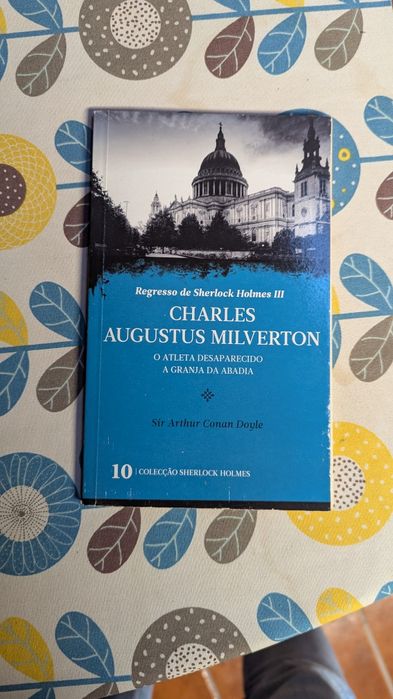 Regresso de Sherlock Holmes III
CHARLES
AUGUSTUS MILVERTON
O ATLETA DESAPARECIDO
A GRANJA DA ABADIA
Sir Arthur Conan Doyle
10 | COLECÇÃO SHERLOCK HOLMES